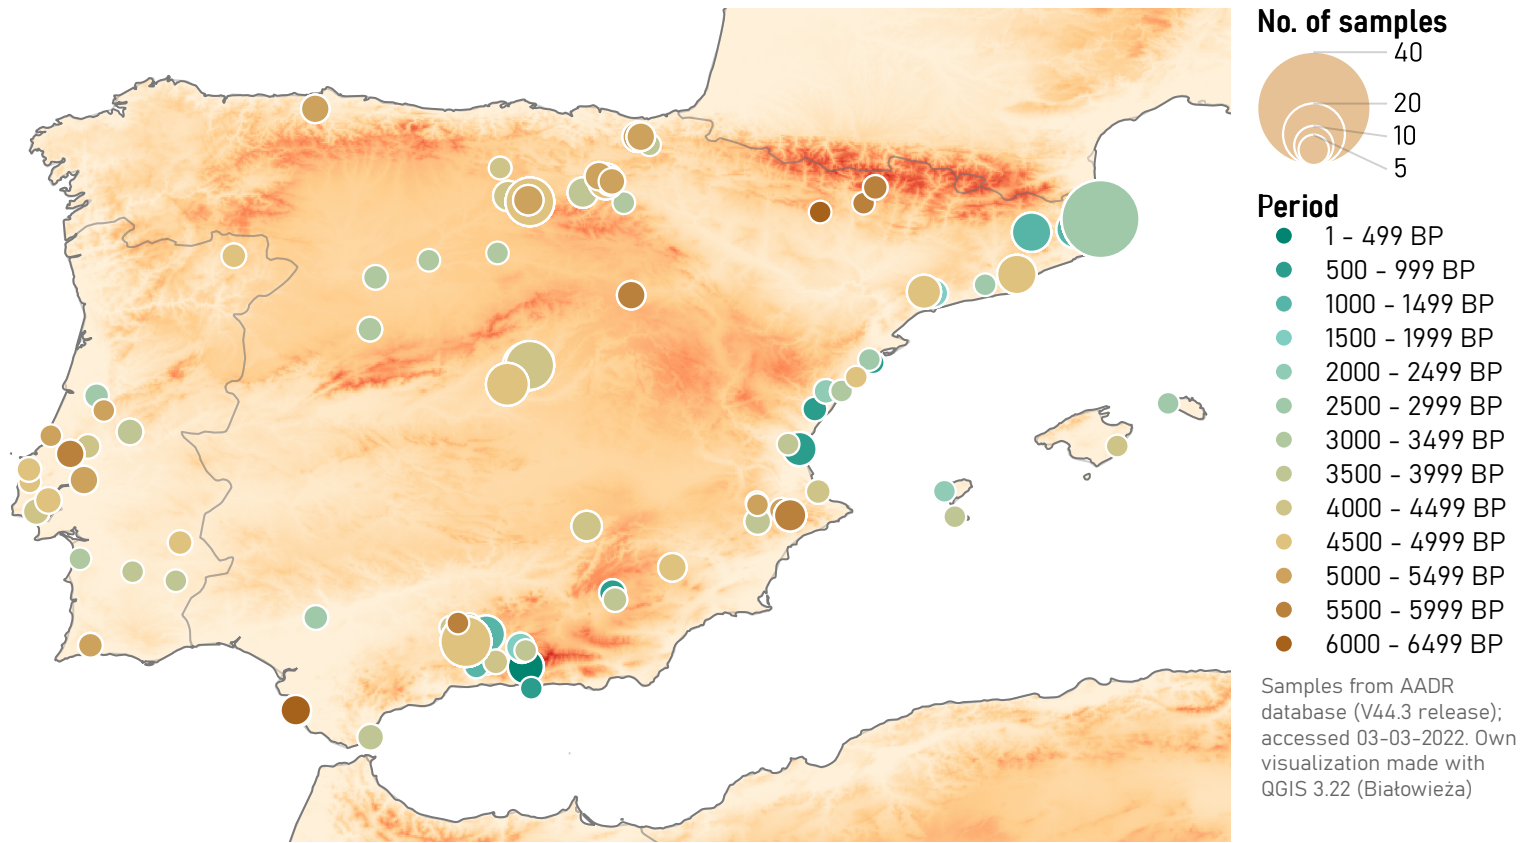 No. of samples
40
20
10
5
Period
1 - 499 BP
500 - 999 BP
1000 - 1499 BP
1500 - 1999 BP
2000 - 2499 BP
2500 - 2999 BP
3000 - 3499 BP
3500 - 3999 BP
4000 - 4499 BP
4500 - 4999 BP
5000 - 5499 BP
5500 - 5999 BP
6000 - 6499 BP
Samples from AADR
database (V44.3 release);
accessed 03-03-2022. Own
visualization made with
QGIS 3.22 (Białowieża)